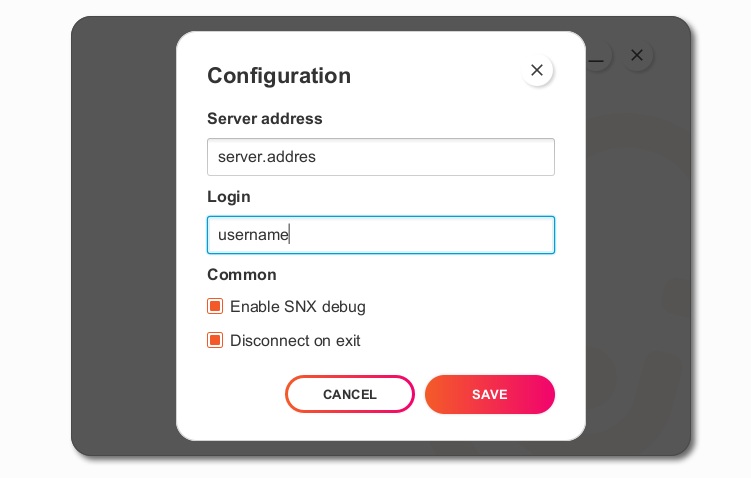 Configuration
Server address
server.addres
Login
username
Common
Enable SNX debug
Disconnect on exit
CANCEL SAVE